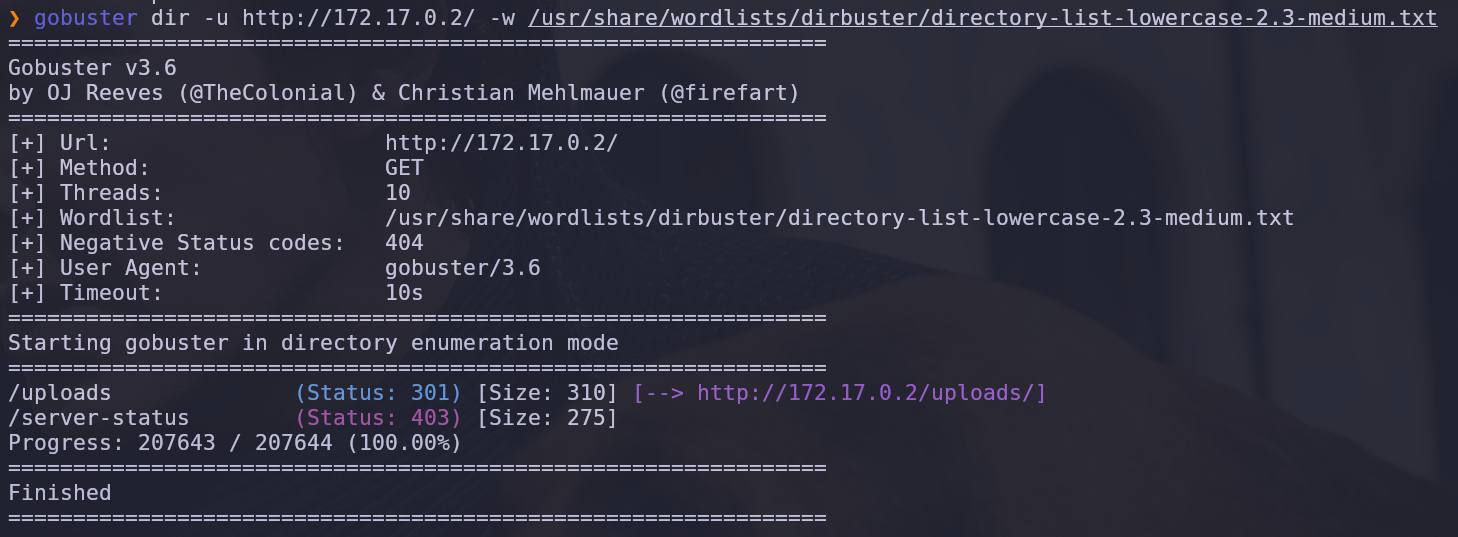 ❯ gobuster dir -u http://172.17.0.2/ -w /usr/share/wordlists/dirbuster/directory-list-lowercase-2.3-medium.txt
===============================================================
Gobuster v3.6
by OJ Reeves (@TheColonial) & Christian Mehlmauer (@firefart)
===============================================================
[+] Url:                     http://172.17.0.2/
[+] Method:                  GET
[+] Threads:                 10
[+] Wordlist:                /usr/share/wordlists/dirbuster/directory-list-lowercase-2.3-medium.txt
[+] Negative Status codes:   404
[+] User Agent:              gobuster/3.6
[+] Timeout:                 10s
===============================================================
Starting gobuster in directory enumeration mode
===============================================================
/uploads              (Status: 301) [Size: 310] [--> http://172.17.0.2/uploads/]
/server-status        (Status: 403) [Size: 275]
Progress: 207643 / 207644 (100.00%)
===============================================================
Finished
===============================================================